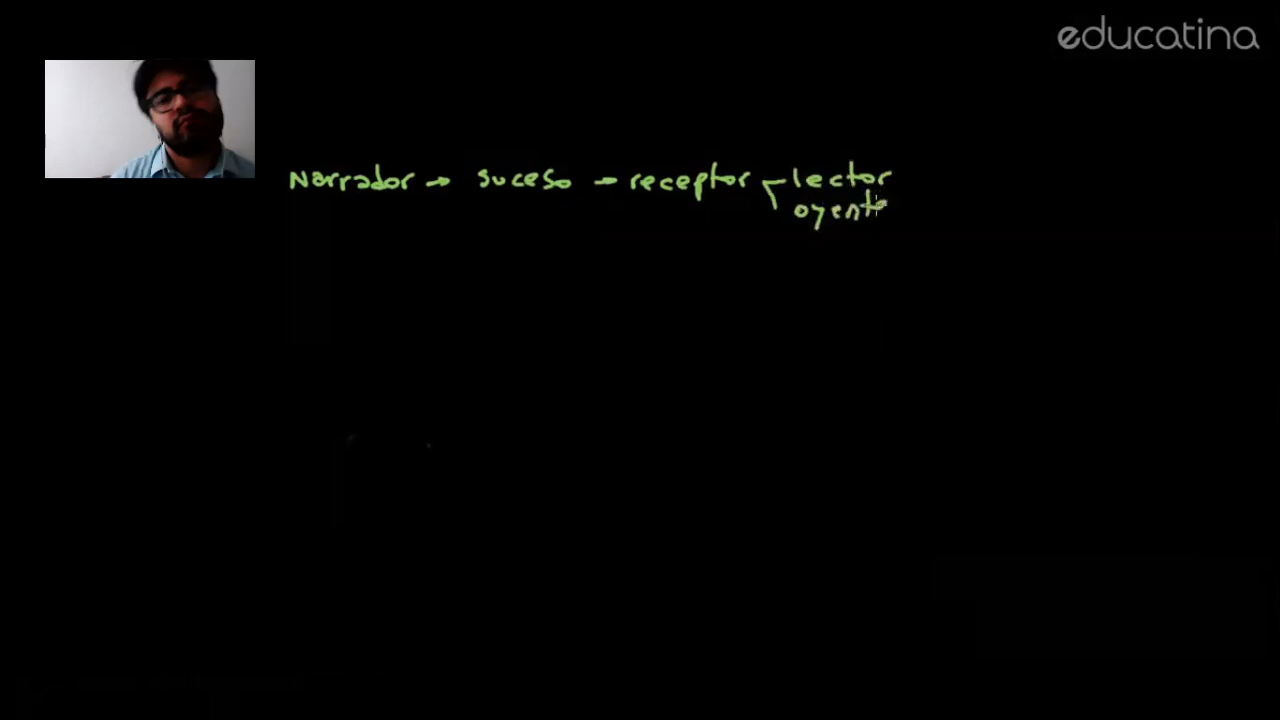 educatina
Narrador → suceso → receptor lector
oyente